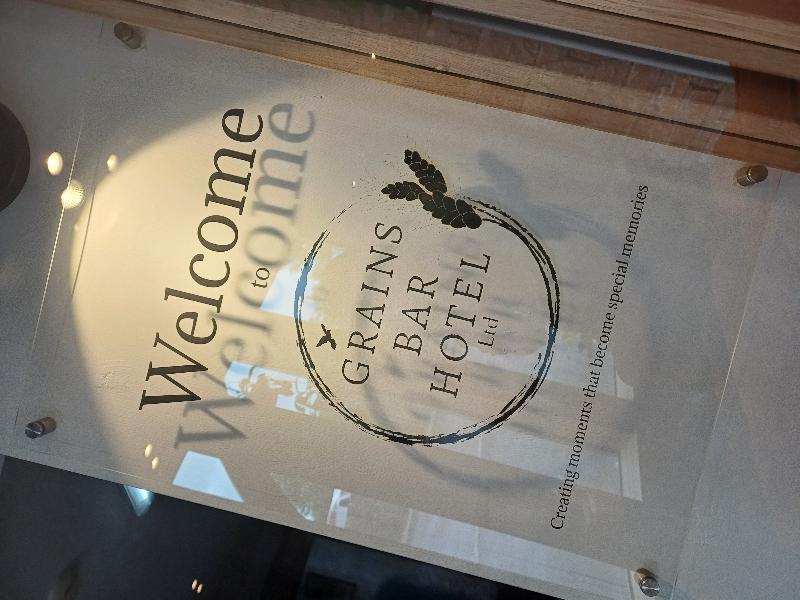 Welcome
to
GRAINS
BAR
HOTEL
Ltd
Creating moments that become special memories